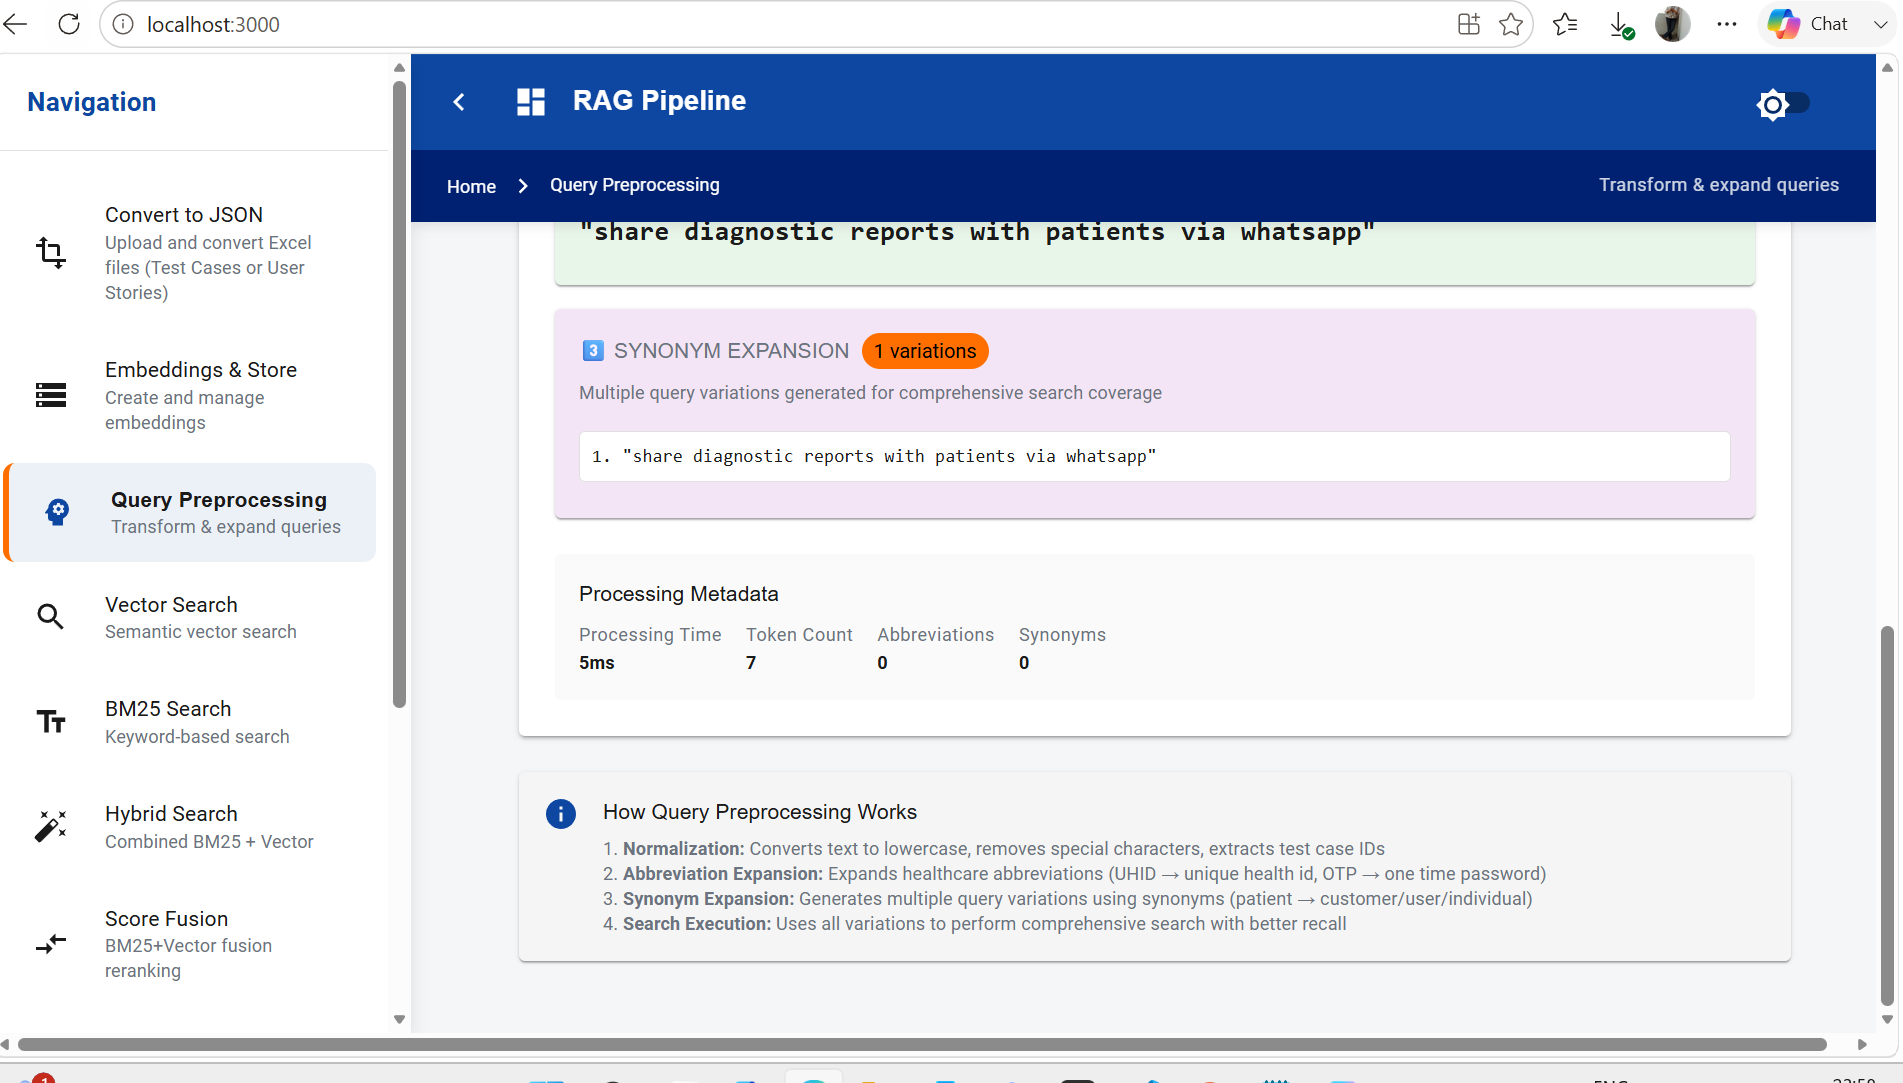 localhost:3000
Chat
Navigation
Convert to JSON
Upload and convert Excel
files (Test Cases or User
Stories)
Embeddings & Store
Create and manage
embeddings
Query Preprocessing
Transform & expand queries
Vector Search
Semantic vector search
BM25 Search
Keyword-based search
Hybrid Search
Combined BM25 + Vector
Score Fusion
BM25+Vector fusion
reranking
RAG Pipeline
Home
Query Preprocessing
Transform & expand queries
"share diagnostic reports with patients via whatsapp"
3 SYNONYM EXPANSION 1 variations
Multiple query variations generated for comprehensive search coverage
1. "share diagnostic reports with patients via whatsapp"
Processing Metadata
Processing Time Token Count Abbreviations Synonyms
5ms 7 0 0
How Query Preprocessing Works
1. Normalization: Converts text to lowercase, removes special characters, extracts test case IDs
2. Abbreviation Expansion: Expands healthcare abbreviations (UHID → unique health id, OTP → one time password)
3. Synonym Expansion: Generates multiple query variations using synonyms (patient → customer/user/individual)
4. Search Execution: Uses all variations to perform comprehensive search with better recall